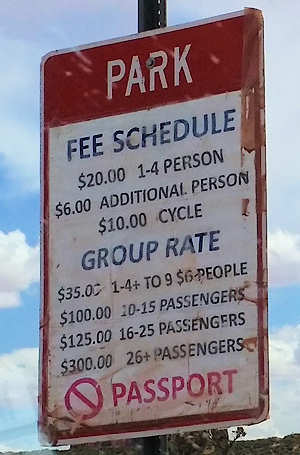 PARK
FEE SCHEDULE
$20.00 1-4 PERSON
$6.00 ADDITIONAL PERSON
$10.00 CYCLE
GROUP RATE
$35.00 1-4+ TO 9 $6 PEOPLE
$100.00 10-15 PASSENGERS
$125.00 16-25 PASSENGERS
$300.00 26+ PASSENGERS
PASSPORT